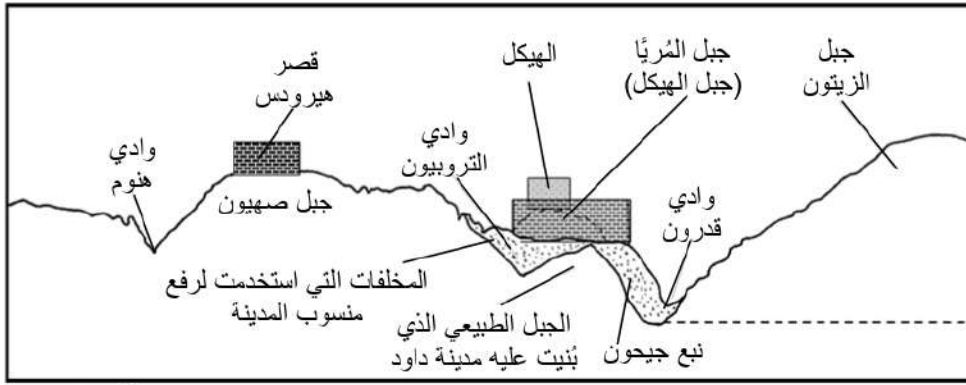 جبل
الزيتون
جبل المُريَّا
(جبل الهيكل)
الهيكل
قصر
هيرودس
وادي
التروبيون
وادي
هنوم
جبل صهيون
وادي
قدرون
المخلفات التي استخدمت لرفع
منسوب المدينة
الجبل الطبيعي الذي
بُنيت عليه مدينة داود
نبع جيحون